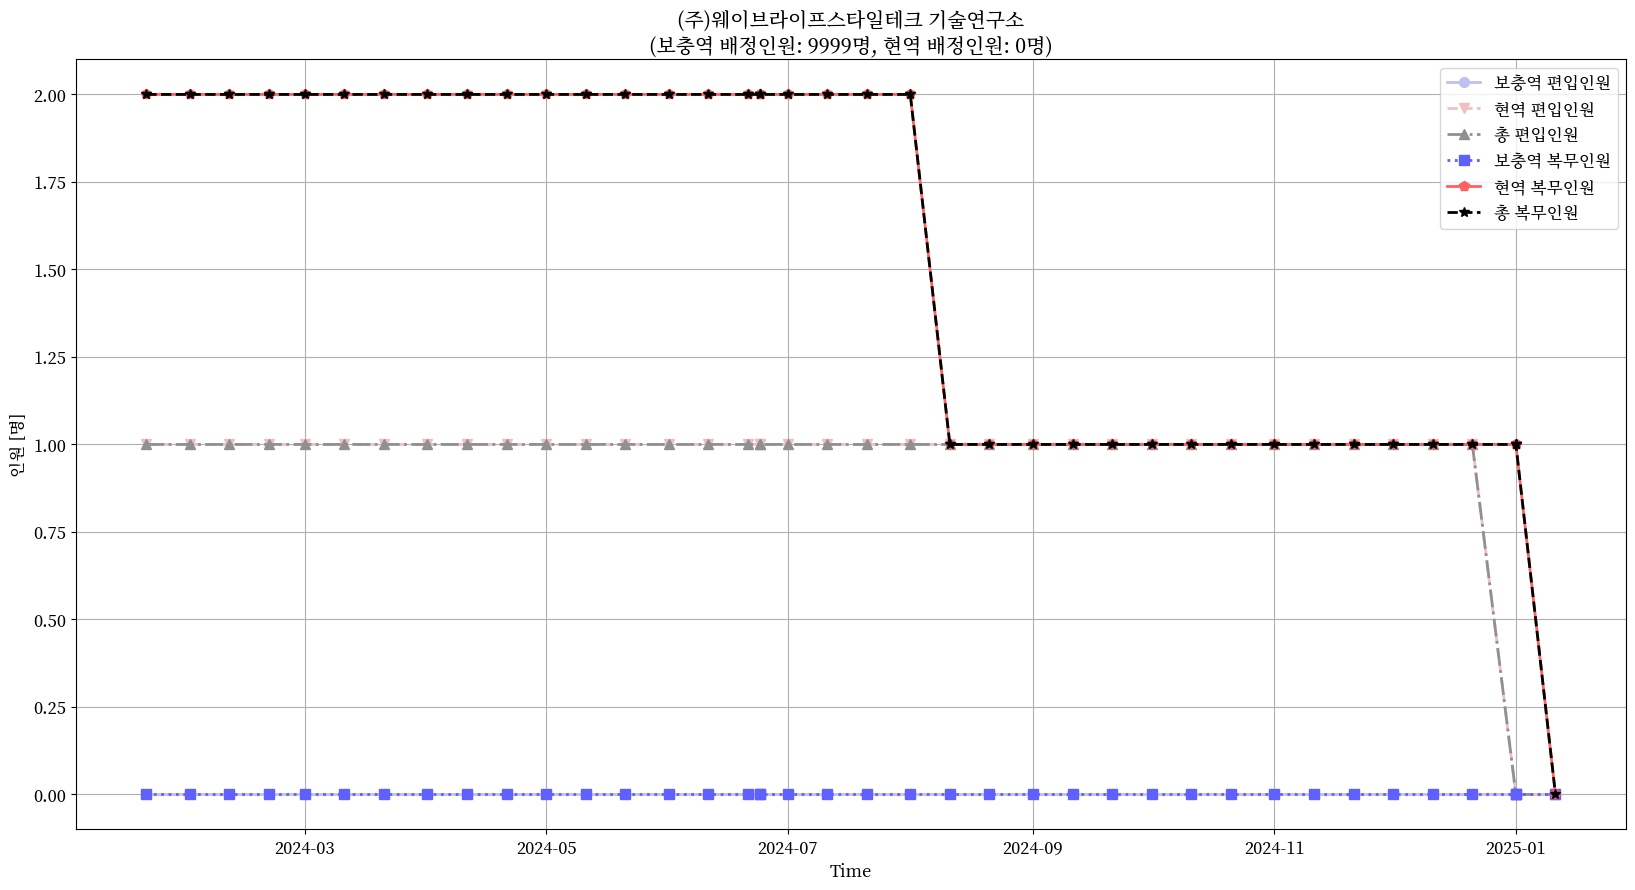 (주)웨이브라이프스타일테크 기술연구소
(보충역 배정인원: 9999명, 현역 배정인원: 0명)
보충역 편입인원
현역 편입인원
총 편입인원
보충역 복무인원
현역 복무인원
총 복무인원
인원 [명]
2.00
1.75
1.50
1.25
1.00
0.75
0.50
0.25
0.00
2024-03
2024-05
2024-07
2024-09
2024-11
2025-01
Time